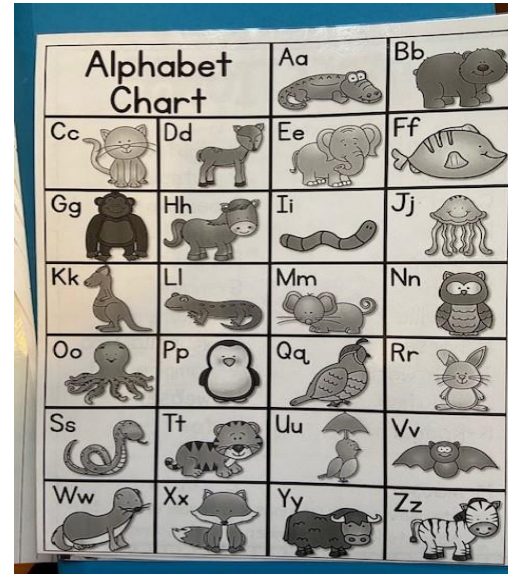 Alphabet
Chart
Aa
Bb
Cc
Dd
Ee
Ff
Gg
Hh
Ii
Jj
Kk
Ll
Mm
Nn
Oo
Pp
Qq
Rr
Ss
Tt
Uu
Vv
Ww
Xx
Yy
Zz